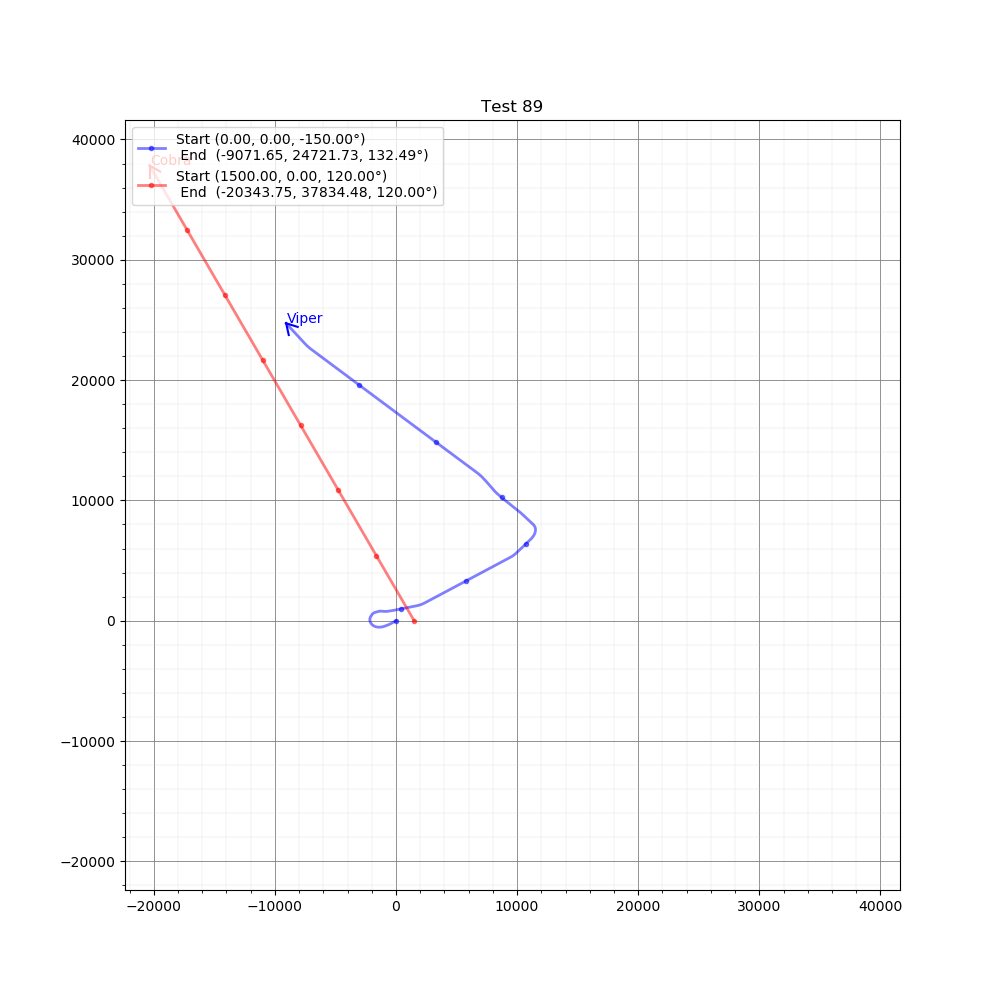 Test 89
Start (0.00, 0.00, -150.00°)
End  (-9071.65, 24721.73, 132.49°)
Start (1500.00, 0.00, 120.00°)
End  (-20343.75, 37834.48, 120.00°)
Cobra
Viper
40000
30000
20000
10000
0
−10000
−20000
−20000 −10000 0 10000 20000 30000 40000